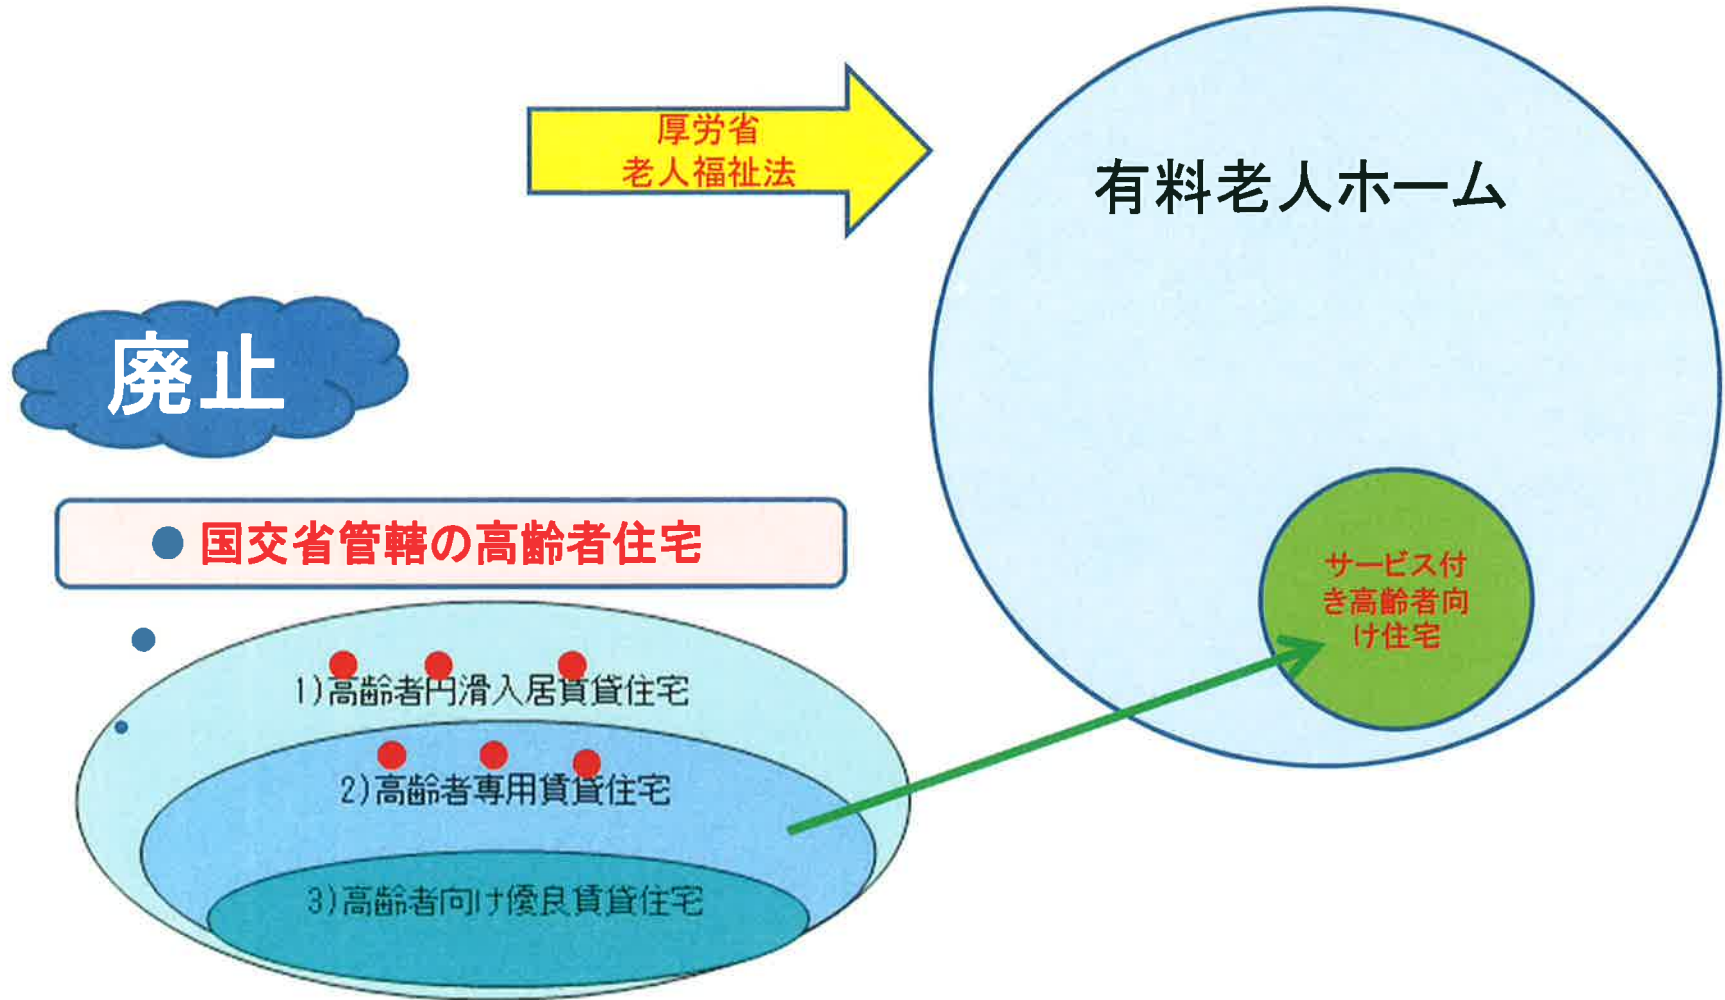 厚労省
老人福祉法
有料老人ホーム
廃止
● 国交省管轄の高齢者住宅
サービス付
き高齢者向
け住宅
1)高齢者円滑入居賃貸住宅
2)高齢者専用賃貸住宅
3)高齢者向け優良賃貸住宅